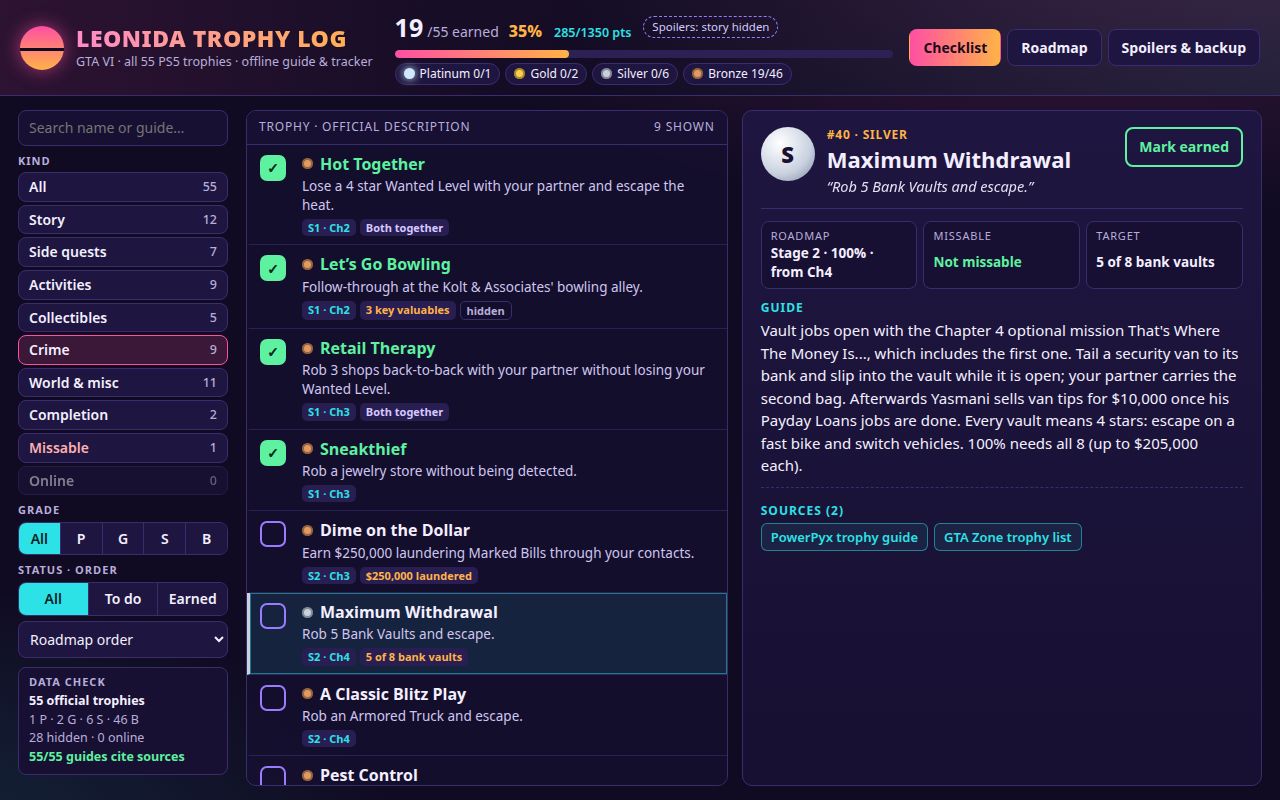 LEONIDA TROPHY LOG
GTA VI · all 55 PS5 trophies · offline guide & tracker
19 /55 earned 35% 285/1350 pts Spoilers: story hidden
Platinum 0/1 Gold 0/2 Silver 0/6 Bronze 19/46
Checklist Roadmap Spoilers & backup
Search name or guide...
KIND
All 55
Story 12
Side quests 7
Activities 9
Collectibles 5
Crime 9
World & misc 11
Completion 2
Missable 1
Online 0
GRADE
All P G S B
STATUS · ORDER
All To do Earned
Roadmap order
DATA CHECK
55 official trophies
1 P · 2 G · 6 S · 46 B
28 hidden · 0 online
55/55 guides cite sources
TROPHY · OFFICIAL DESCRIPTION 9 SHOWN
✓ Hot Together
Lose a 4 star Wanted Level with your partner and escape the
heat.
S1 · Ch2 Both together
✓ Let's Go Bowling
Follow-through at the Kolt & Associates' bowling alley.
S1 · Ch2 3 key valuables hidden
✓ Retail Therapy
Rob 3 shops back-to-back with your partner without losing your
Wanted Level.
S1 · Ch3 Both together
✓ Sneakthief
Rob a jewelry store without being detected.
S1 · Ch3
Dime on the Dollar
Earn $250,000 laundering Marked Bills through your contacts.
S2 · Ch3 $250,000 laundered
Maximum Withdrawal
Rob 5 Bank Vaults and escape.
S2 · Ch4 5 of 8 bank vaults
A Classic Blitz Play
Rob an Armored Truck and escape.
S2 · Ch4
Pest Control
S
#40 · SILVER
Maximum Withdrawal
“Rob 5 Bank Vaults and escape.”
Mark earned
ROADMAP
Stage 2 · 100% ·
from Ch4
MISSABLE
Not missable
TARGET
5 of 8 bank vaults
GUIDE
Vault jobs open with the Chapter 4 optional mission That's Where
The Money Is..., which includes the first one. Tail a security van to its
bank and slip into the vault while it is open; your partner carries the
second bag. Afterwards Yasmani sells van tips for $10,000 once his
Payday Loans jobs are done. Every vault means 4 stars: escape on a
fast bike and switch vehicles. 100% needs all 8 (up to $205,000
each).
SOURCES (2)
PowerPyx trophy guide GTA Zone trophy list